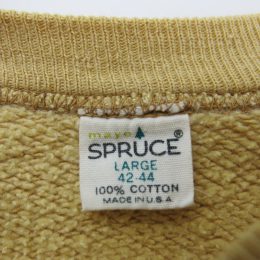 mayo
SPRUCE®
LARGE
42-44
100% COTTON
MADE IN U.S.A